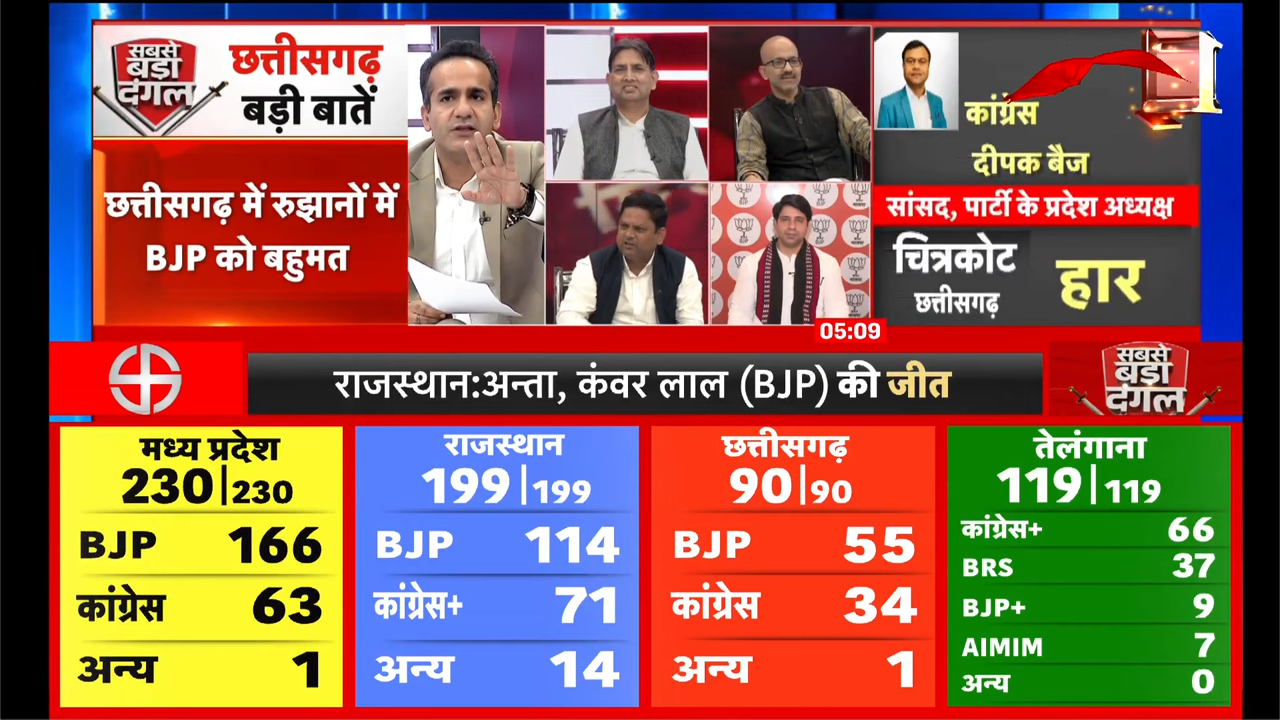 सबसे
बड़ा
दंगल
छत्तीसगढ़
बड़ी बातें
छत्तीसगढ़ में रुझानों में
BJP को बहुमत
कांग्रेस
दीपक बैज
सांसद, पार्टी के प्रदेश अध्यक्ष
चित्रकोट
छत्तीसगढ़
हार
1
05:09
राजस्थान:अन्ता, कंवर लाल (BJP) की जीत
सबसे
बड़ा
दंगल
मध्य प्रदेश
230|230
BJP 166
कांग्रेस 63
अन्य 1
राजस्थान
199|199
BJP 114
कांग्रेस+ 71
अन्य 14
छत्तीसगढ़
90|90
BJP 55
कांग्रेस 34
अन्य 1
तेलंगाना
119|119
कांग्रेस+ 66
BRS 37
BJP+ 9
AIMIM 7
अन्य 0